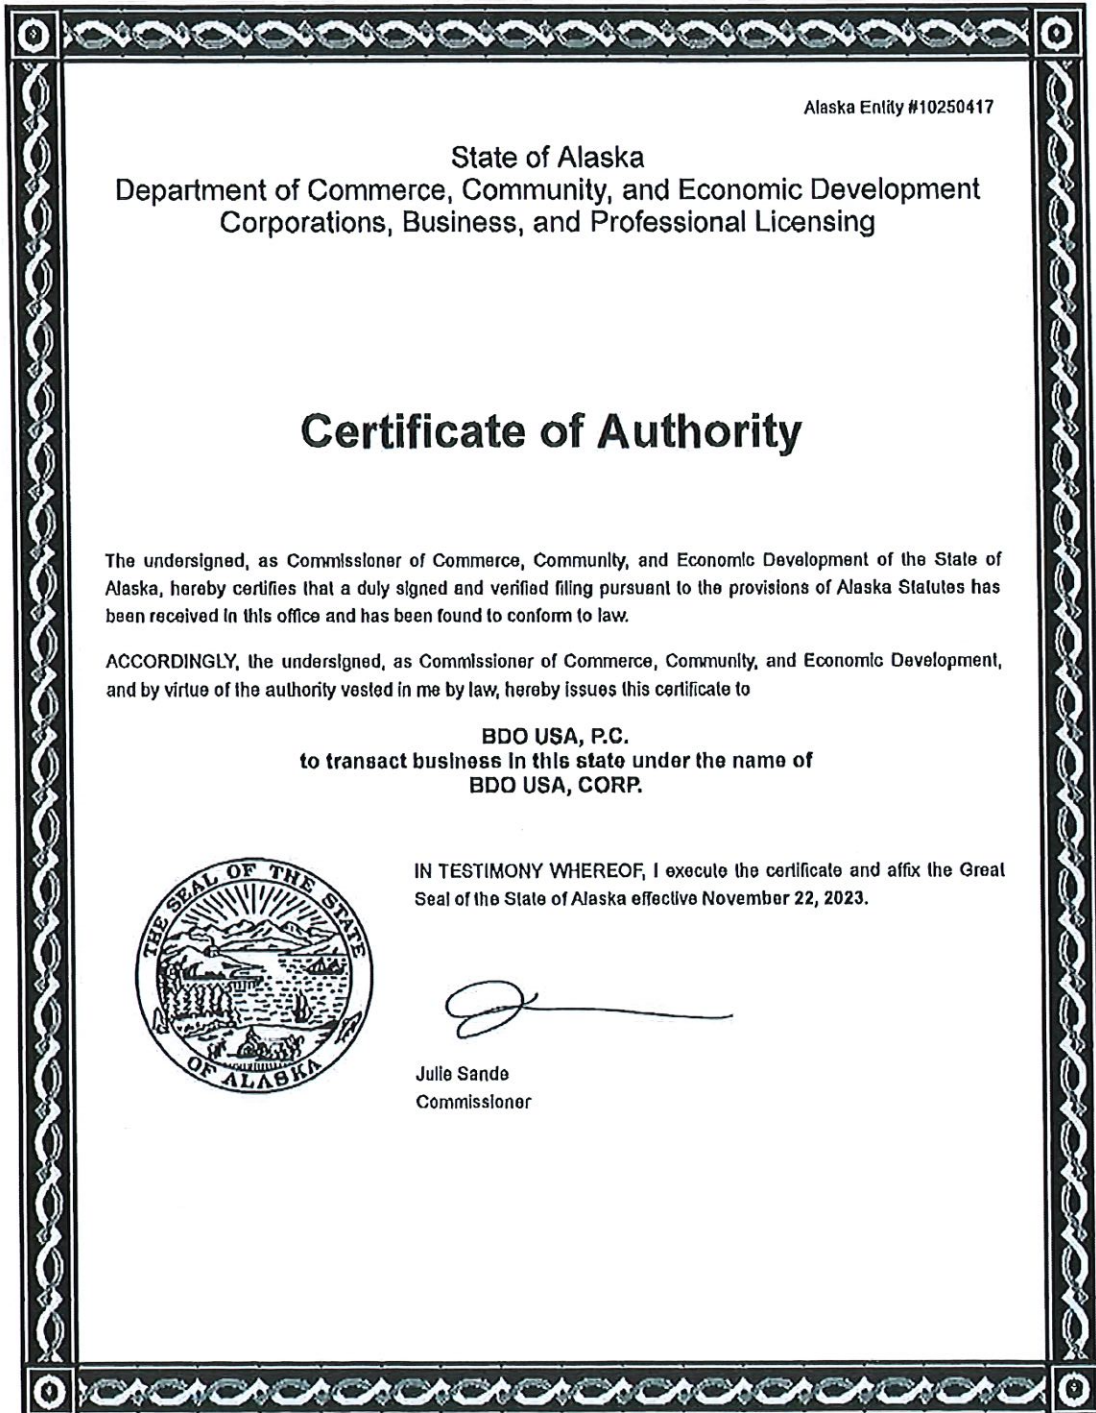 Alaska Entity #10250417
State of Alaska
Department of Commerce, Community, and Economic Development
Corporations, Business, and Professional Licensing
Certificate of Authority
The undersigned, as Commissioner of Commerce, Community, and Economic Development of the State of
Alaska, hereby certifies that a duly signed and verified filing pursuant to the provisions of Alaska Statutes has
been received in this office and has been found to conform to law.
ACCORDINGLY, the undersigned, as Commissioner of Commerce, Community, and Economic Development,
and by virtue of the authority vested in me by law, hereby issues this certificate to
BDO USA, P.C.
to transact business in this state under the name of
BDO USA, CORP.
IN TESTIMONY WHEREOF, I execute the certificate and affix the Great
Seal of the State of Alaska effective November 22, 2023.
THE SEAL OF THE STATE
OF ALASKA
Julie Sande
Commissioner